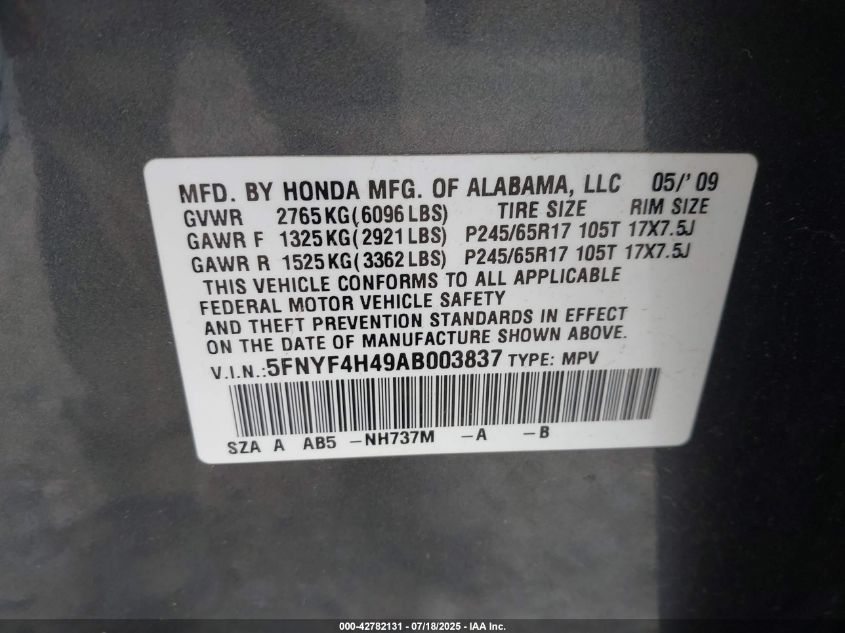 MFD. BY HONDA MFG. OF ALABAMA, LLC 05/'09
GVWR 2765KG(6096LBS) TIRE SIZE RIM SIZE
GAWR F 1325KG(2921LBS) P245/65R17 105T 17X7.5J
GAWR R 1525KG(3362LBS) P245/65R17 105T 17X7.5J
THIS VEHICLE CONFORMS TO ALL APPLICABLE
FEDERAL MOTOR VEHICLE SAFETY
AND THEFT PREVENTION STANDARDS IN EFFECT
ON THE DATE OF MANUFACTURE SHOWN ABOVE.
V.I.N.:5FNYF4H49AB003837 TYPE: MPV
SZA A AB5 -NH737M -A -B
000-42782131 - 07/18/2025 - IAA Inc.